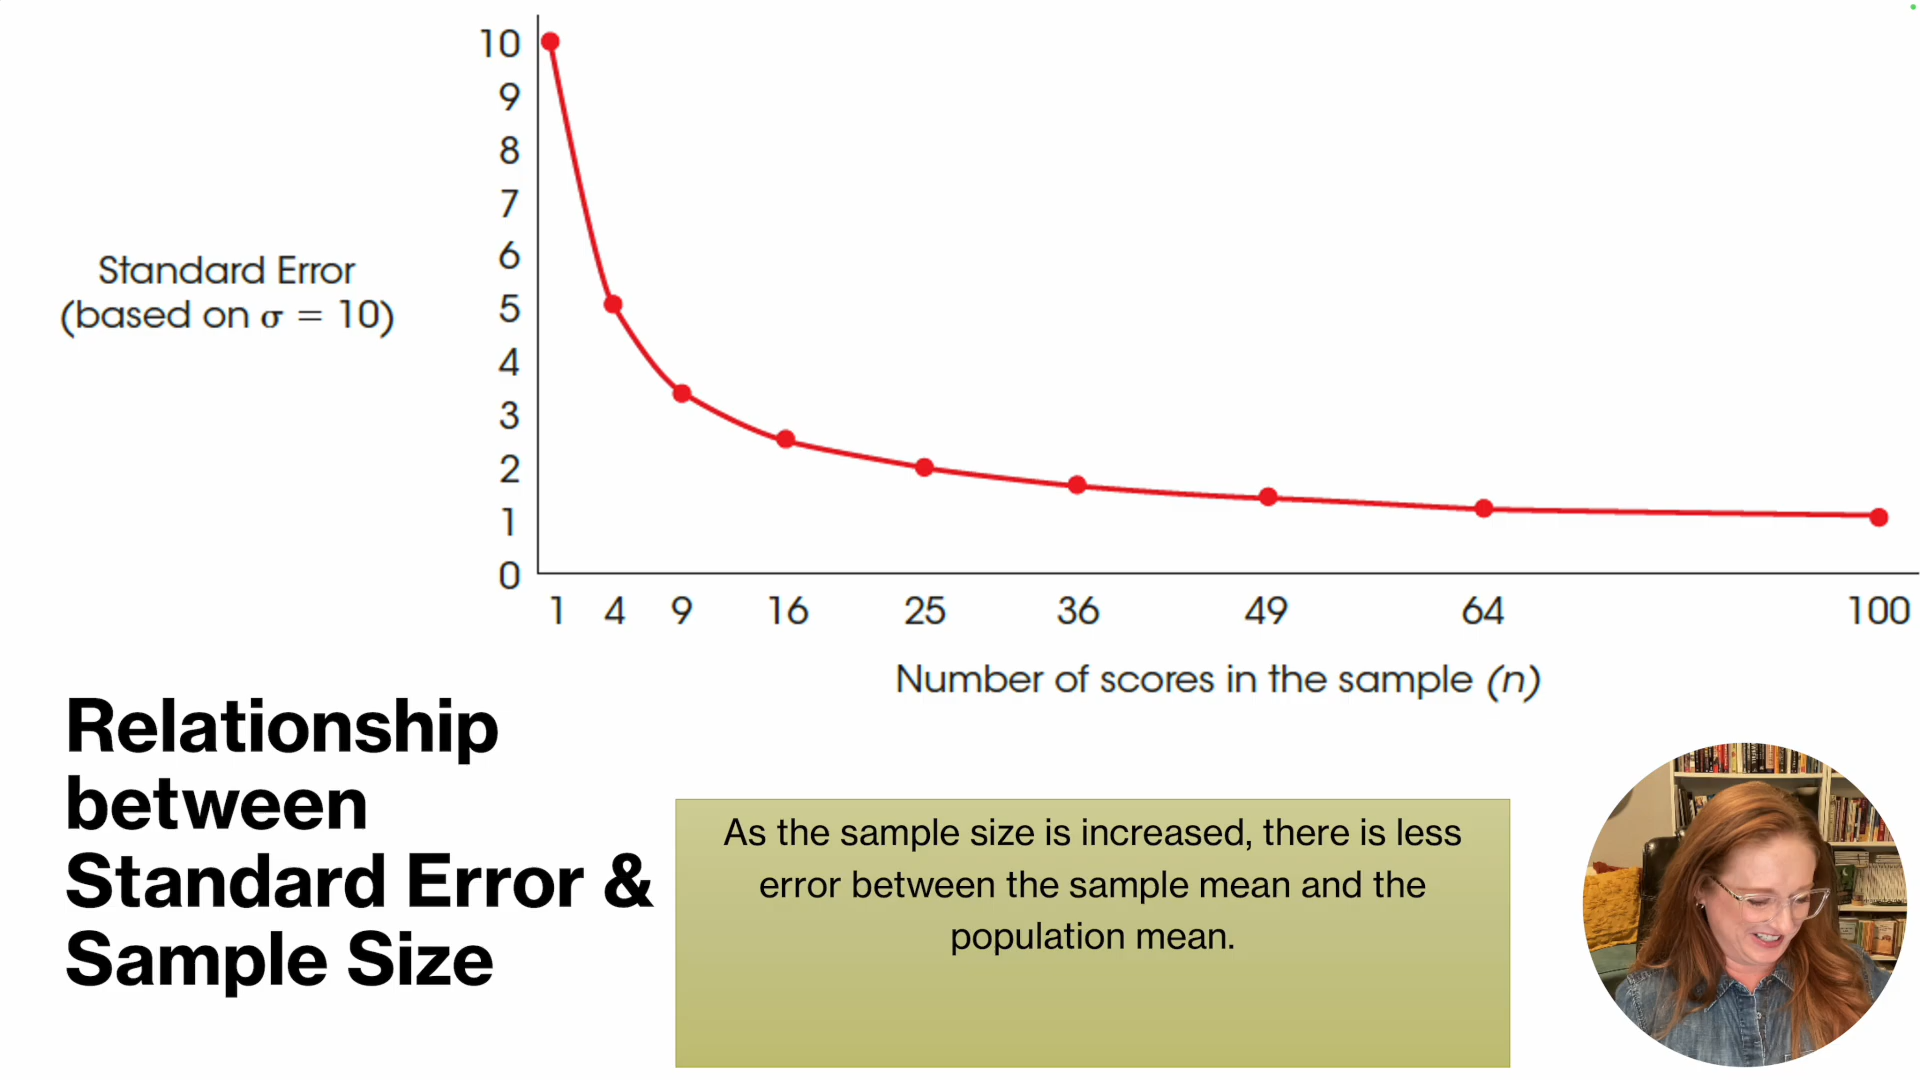 10
9
8
7
6
5
4
3
2
1
0
Standard Error
(based on σ = 10)
1 4 9 16 25 36 49 64 100
Number of scores in the sample (n)
Relationship
between
Standard Error &
Sample Size
As the sample size is increased, there is less
error between the sample mean and the
population mean.